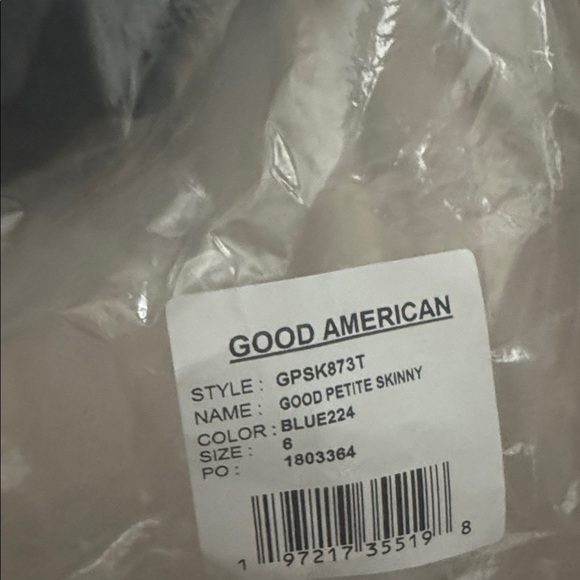 GOOD AMERICAN
STYLE : GPSK873T
NAME : GOOD PETITE SKINNY
COLOR : BLUE224
SIZE : 6
PO : 1803364
1 97217 35519 8